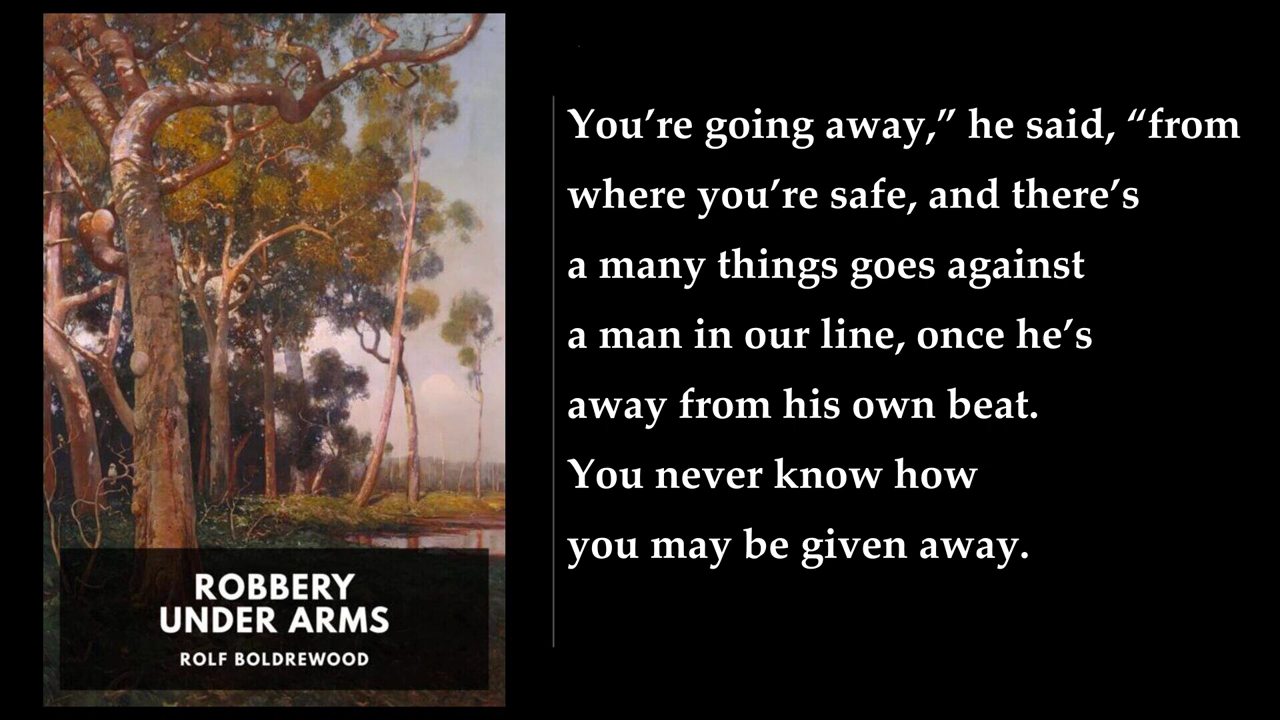 ROBBERY
UNDER ARMS
ROLF BOLDREWOOD
You’re going away,” he said, “from
where you’re safe, and there’s
a many things goes against
a man in our line, once he’s
away from his own beat.
You never know how
you may be given away.